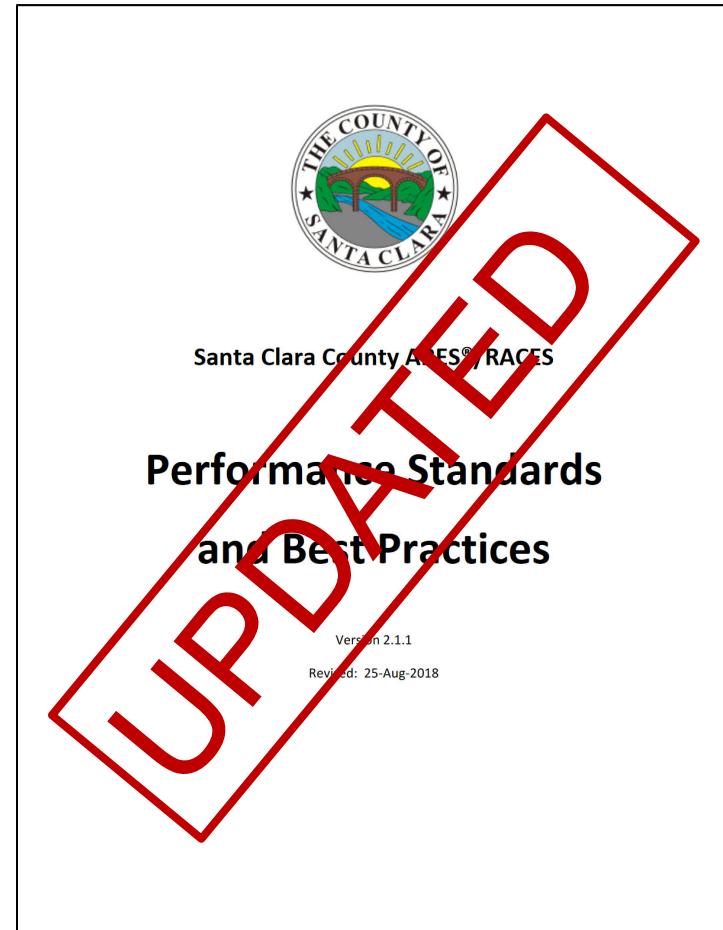 THE COUNTY OF
SANTA CLARA
Santa Clara County ARES®/RACES
Performance Standards
and Best Practices
Version 2.1.1
Revised: 25-Aug-2018
UPDATED